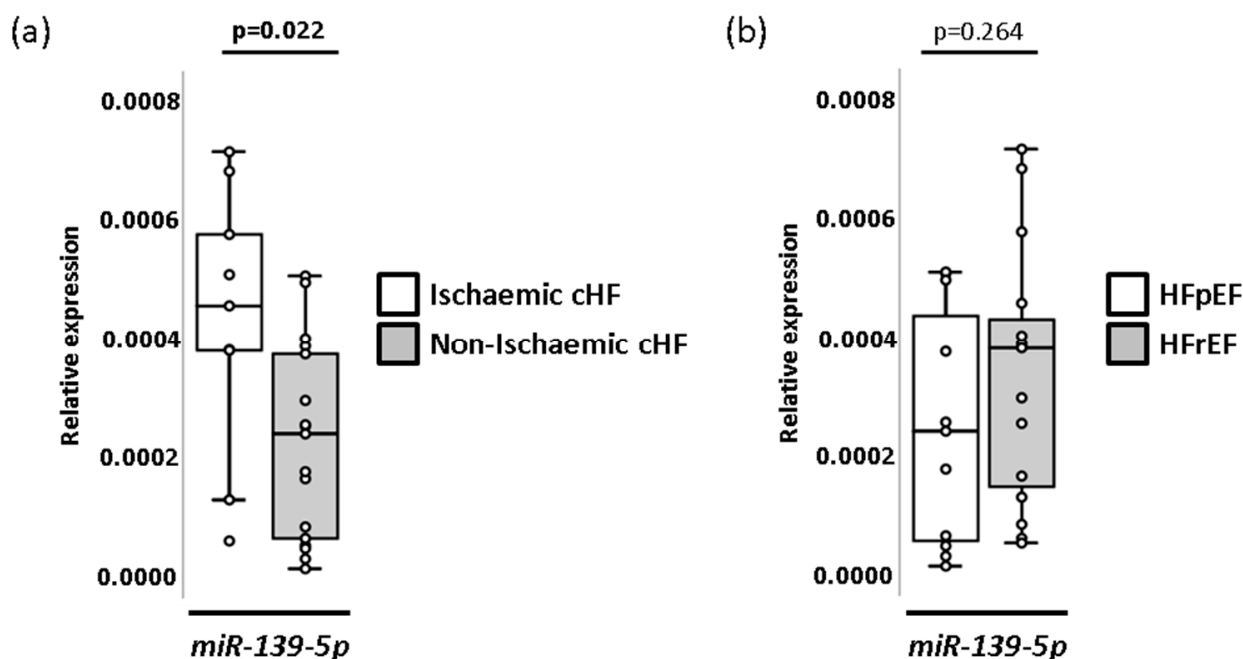 (a)
p=0.022
0.0008
0.0006
0.0004
0.0002
0.0000
Relative expression
Ischaemic cHF
Non-Ischaemic cHF
miR-139-5p
(b)
p=0.264
0.0008
0.0006
0.0004
0.0002
0.0000
Relative expression
HFpEF
HFrEF
miR-139-5p